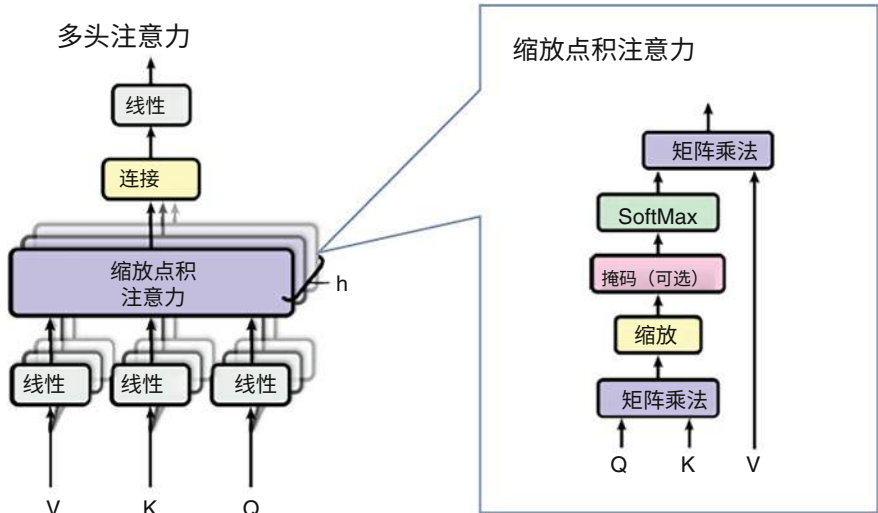 多头注意力
线性
连接
缩放点积
注意力
h
线性 线性 线性
V K Q
缩放点积注意力
矩阵乘法
SoftMax
掩码（可选）
缩放
矩阵乘法
Q K V